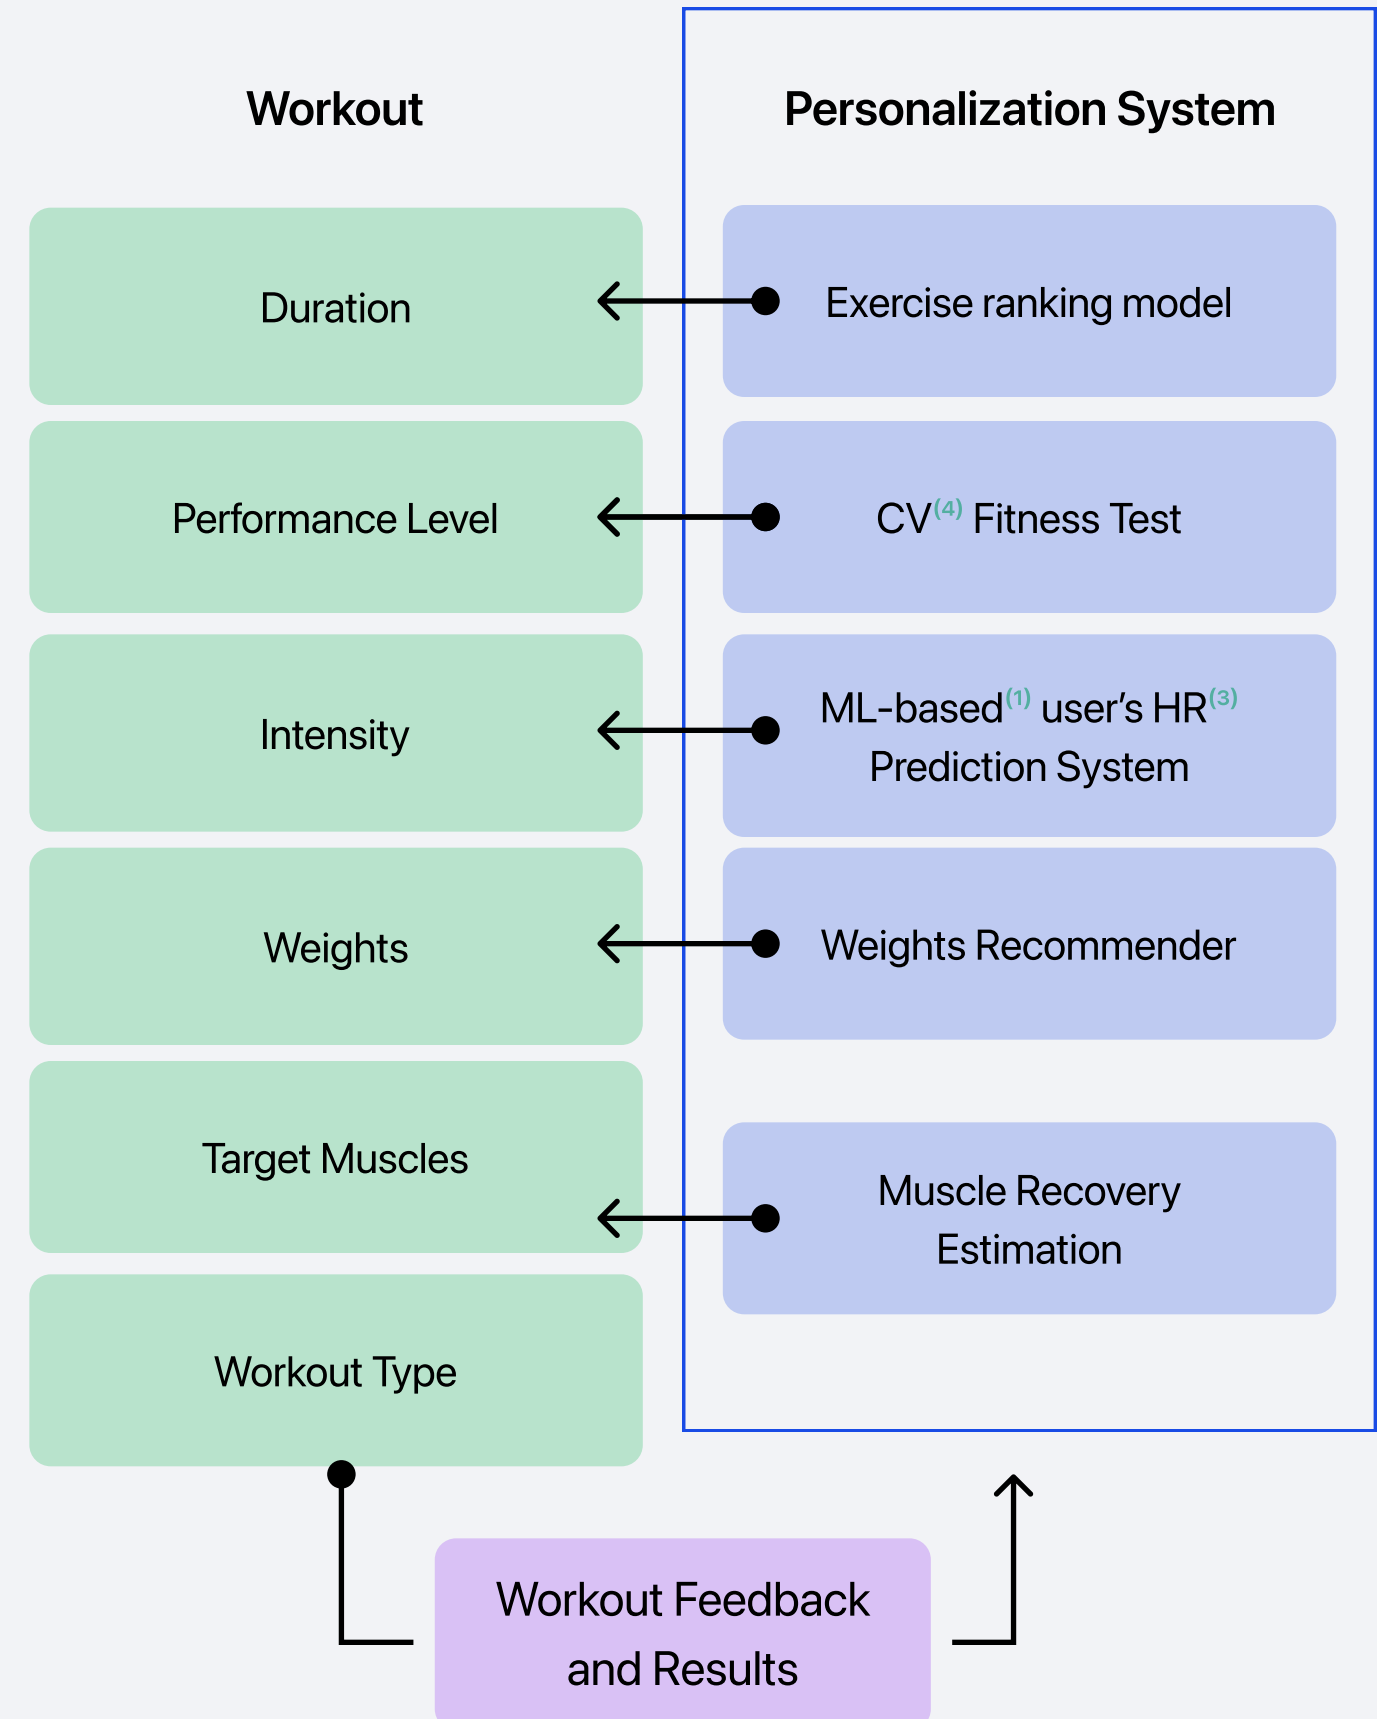 Workout
Personalization System
Duration
Exercise ranking model
Performance Level
CV(4) Fitness Test
Intensity
ML-based(1) user’s HR(3)
Prediction System
Weights
Weights Recommender
Target Muscles
Muscle Recovery
Estimation
Workout Type
Workout Feedback
and Results